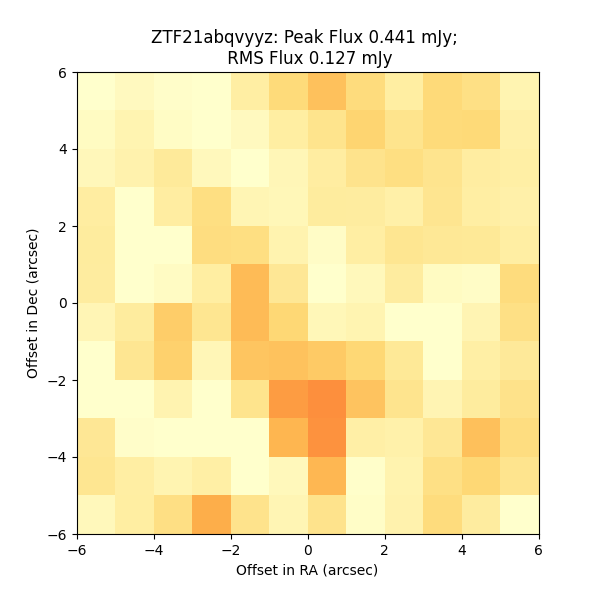 ZTF21abqvyyz: Peak Flux 0.441 mJy;
RMS Flux 0.127 mJy
6
4
2
0
−2
−4
−6
Offset in Dec (arcsec)
−6 −4 −2 0 2 4 6
Offset in RA (arcsec)